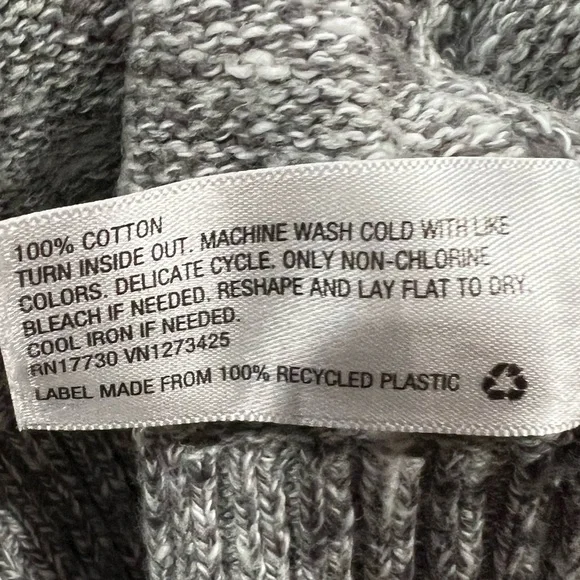 100% COTTON
TURN INSIDE OUT. MACHINE WASH COLD WITH LIKE
COLORS. DELICATE CYCLE. ONLY NON-CHLORINE
BLEACH IF NEEDED. RESHAPE AND LAY FLAT TO DRY.
COOL IRON IF NEEDED.
RN17730 VN1273425
LABEL MADE FROM 100% RECYCLED PLASTIC